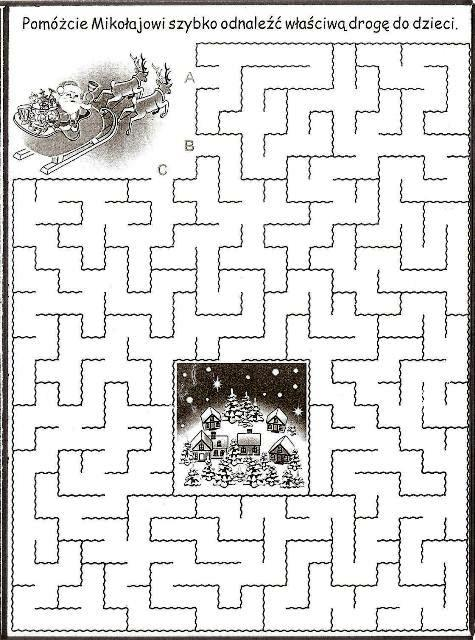 Pomóżcie Mikołajowi szybko odnaleźć właściwą drogę do dzieci.
A
B
C